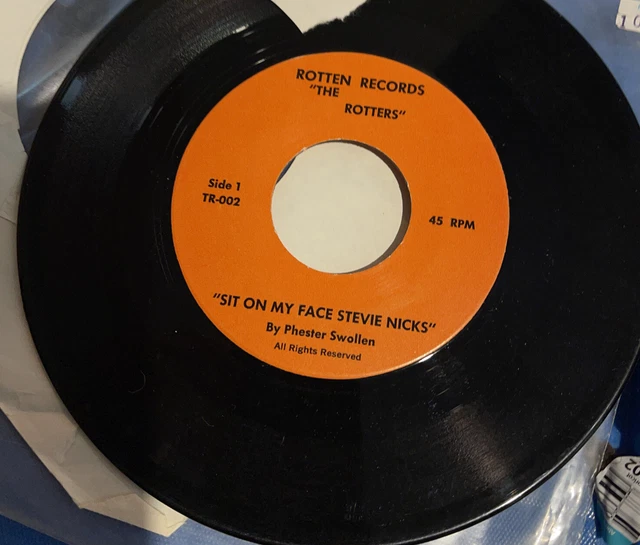 ROTTEN RECORDS
"THE
ROTTERS"
Side 1
TR-002
45 RPM
"SIT ON MY FACE STEVIE NICKS"
By Phester Swollen
All Rights Reserved